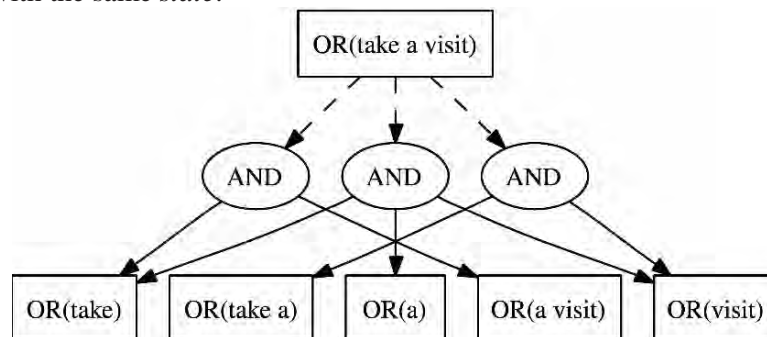 with the same state.
OR(take a visit)
AND AND AND
OR(take) OR(take a) OR(a) OR(a visit) OR(visit)